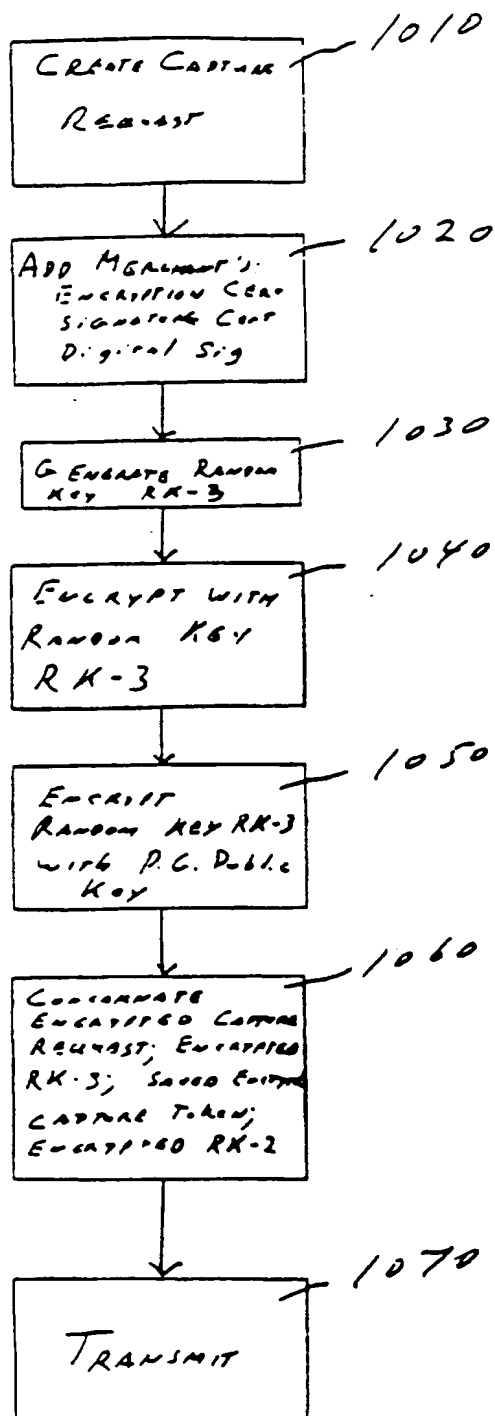 1010
CREATE CAPTURE
REQUEST
1020
ADD MERCHANT'S
ENCRYPTION CERT
SIGNATURE CERT
Digital Sig
1030
GENERATE RANDOM
KEY RK-3
1040
ENCRYPT WITH
RANDOM KEY
RK-3
1050
ENCRYPT
RANDOM KEY RK-3
with P.G. Public
Key
1060
CONCATENATE
ENCRYPTED CAPTURE
REQUEST; ENCRYPTED
RK-3; SAVED
CAPTURE TOKEN;
ENCRYPTED RK-2
1070
TRANSMIT